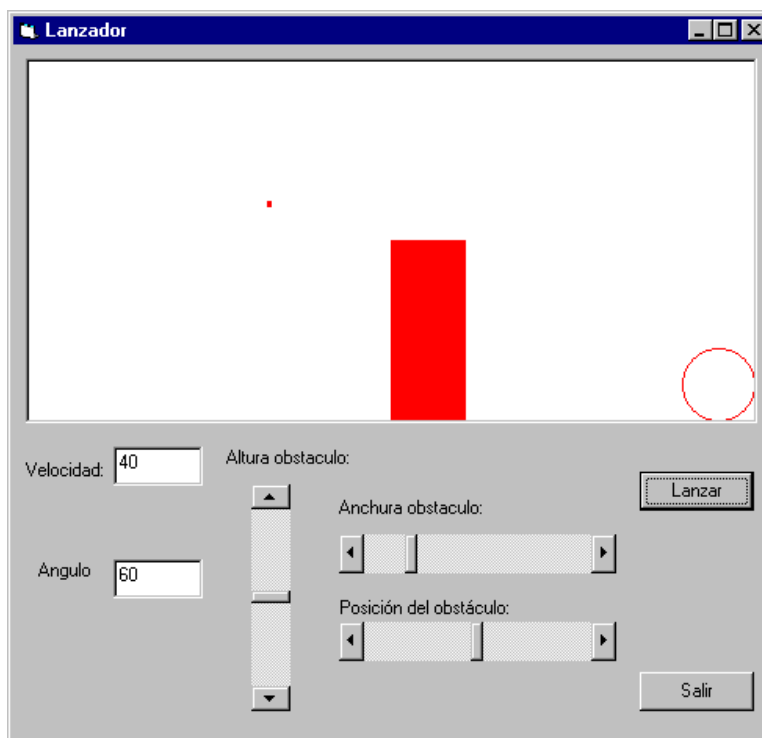 Lanzador
Velocidad:
40
Altura obstaculo:
Lanzar
Anchura obstaculo:
Angulo
60
Posición del obstáculo:
Salir